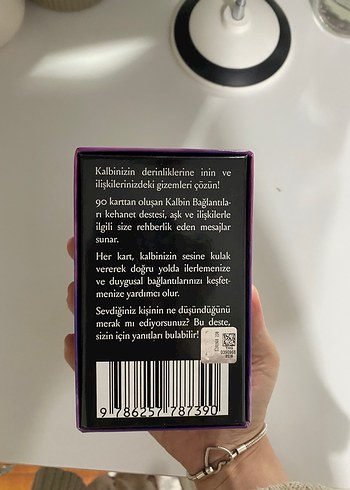 Kalbinizin derinliklerine inin ve
ilişkilerinizdeki gizemleri çözün!
90 karttan oluşan Kalbin Bağlantıla-
rı kehanet destesi, aşk ve ilişkilerle
ilgili size rehberlik eden mesajlar
sunar.
Her kart, kalbinizin sesine kulak
vererek doğru yolda ilerlemenize
ve duygusal bağlantılarınızı keşfet-
menize yardımcı olur.
Sevdiğiniz kişinin ne düşündüğünü
merak mı ediyorsunuz? Bu deste,
sizin için yanıtları bulabilir!
9 786257 787390